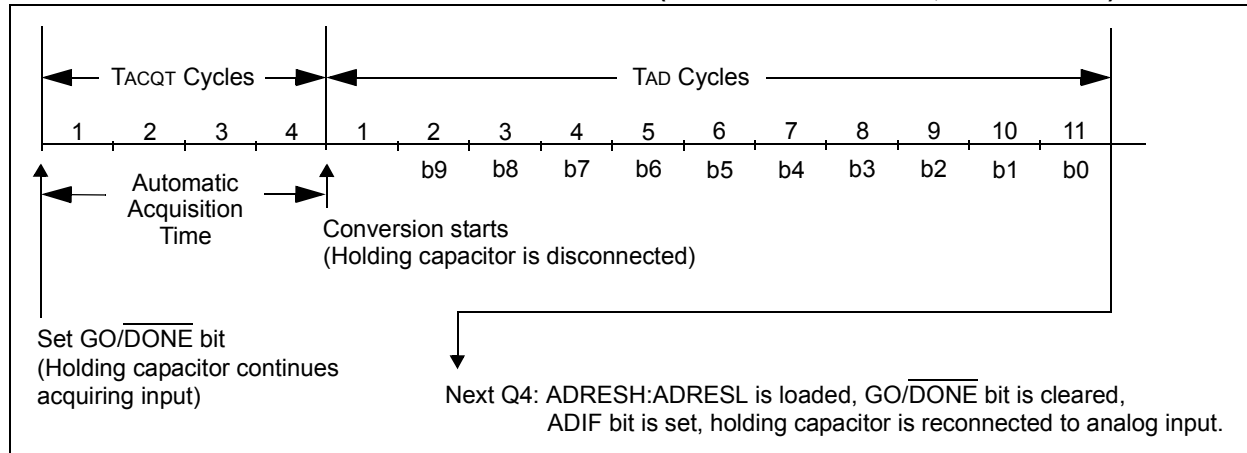 TACQT Cycles TAD Cycles
1 2 3 4 1 2 3 4 5 6 7 8 9 10 11
b9 b8 b7 b6 b5 b4 b3 b2 b1 b0
Automatic
Acquisition
Time
Conversion starts
(Holding capacitor is disconnected)
Set GO/DONE bit
(Holding capacitor continues
acquiring input)
Next Q4: ADRESH:ADRESL is loaded, GO/DONE bit is cleared,
ADIF bit is set, holding capacitor is reconnected to analog input.